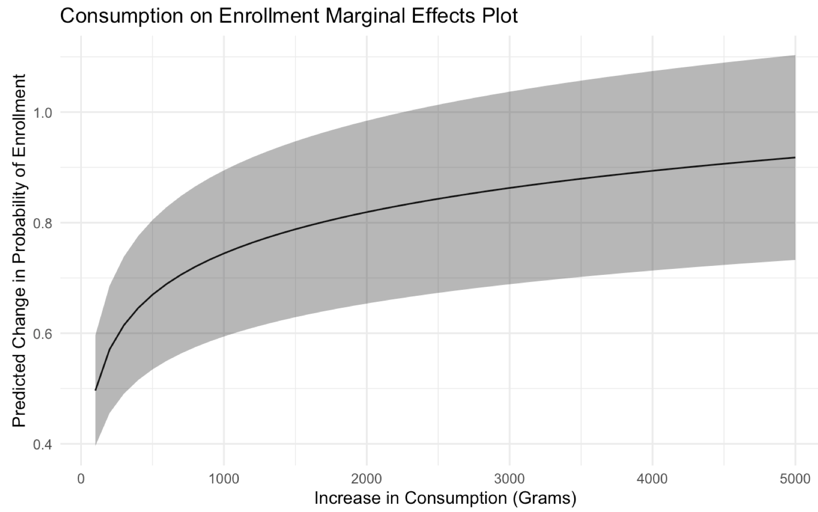 Consumption on Enrollment Marginal Effects Plot
Predicted Change in Probability of Enrollment
1.0
0.8
0.6
0.4
0 1000 2000 3000 4000 5000
Increase in Consumption (Grams)